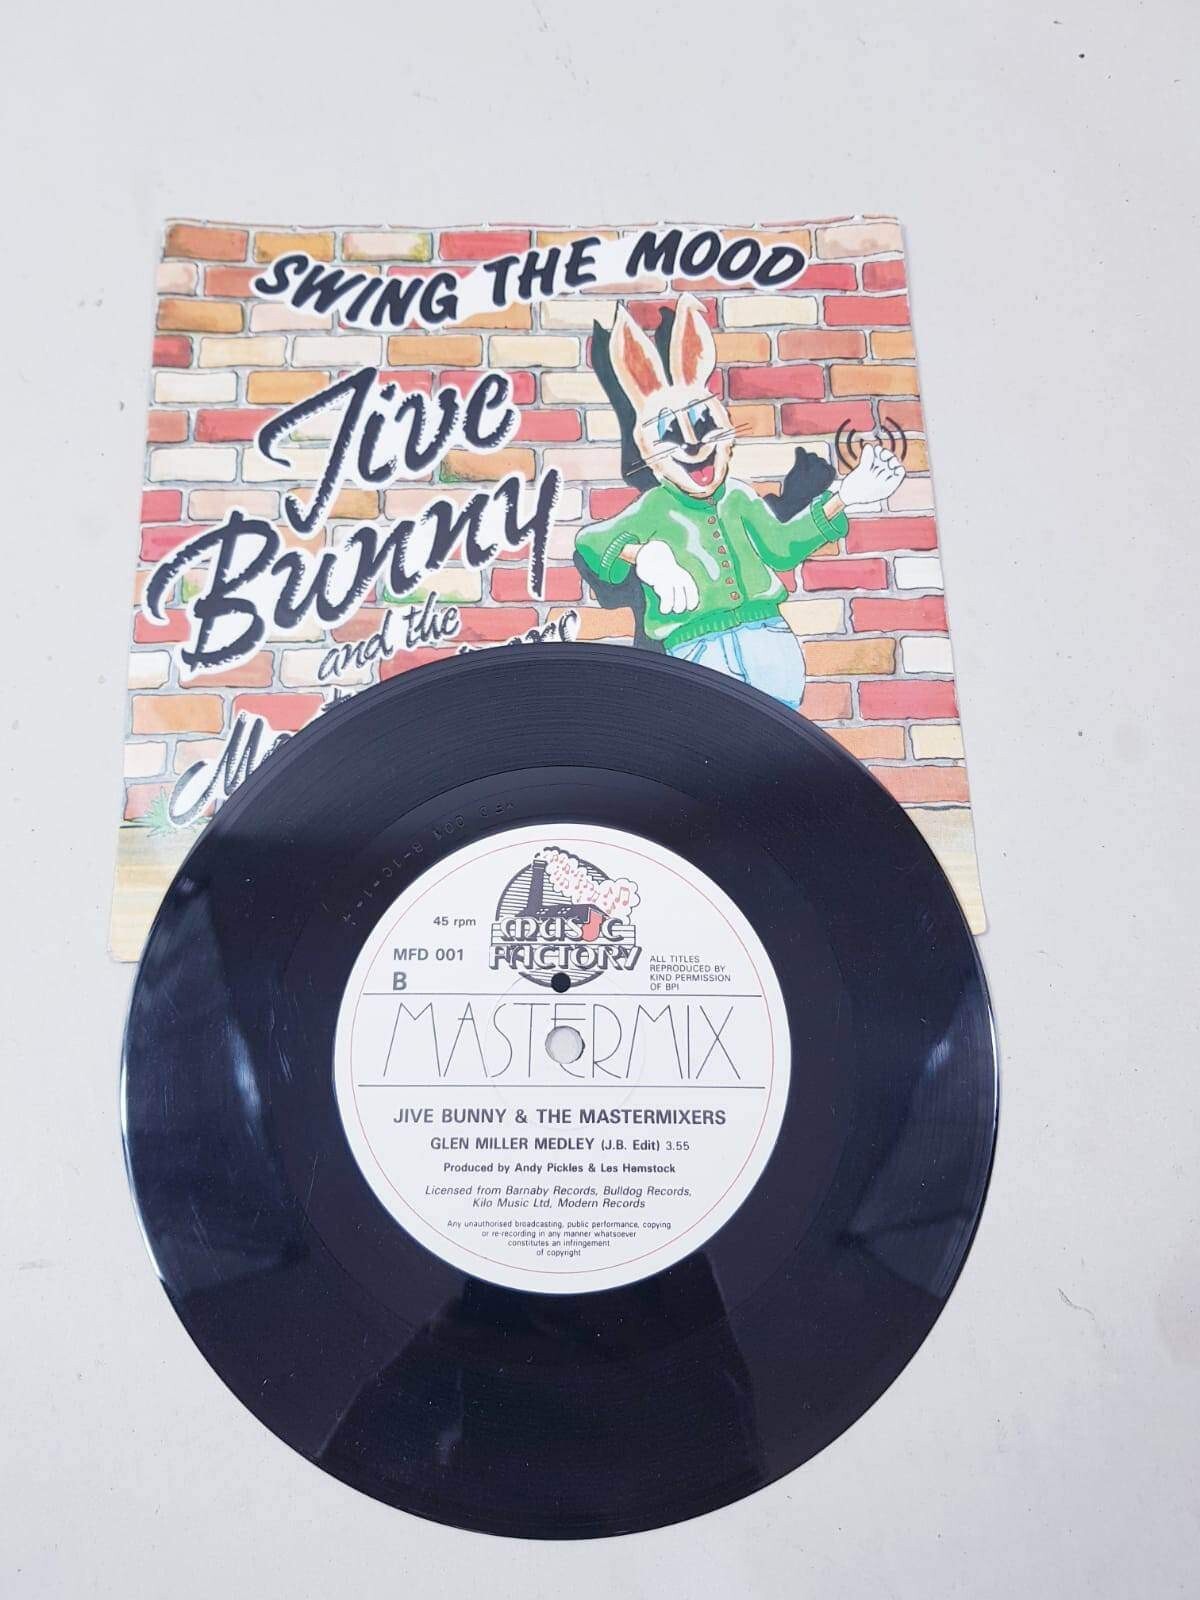 SWING THE MOOD
Jive
Bunny
and the
45 rpm
MUSIC
FACTORY
MFD 001
B
ALL TITLES
REPRODUCED BY
KIND PERMISSION
OF BPI
MASTERMIX
JIVE BUNNY & THE MASTERMIXERS
GLEN MILLER MEDLEY (J.B. Edit) 3.55
Produced by Andy Pickles & Les Hemstock
Licensed from Barnaby Records, Bulldog Records,
Kilo Music Ltd, Modern Records
Any unauthorised broadcasting, public performance, copying
or re-recording in any manner whatsoever
constitutes an infringement
of copyright